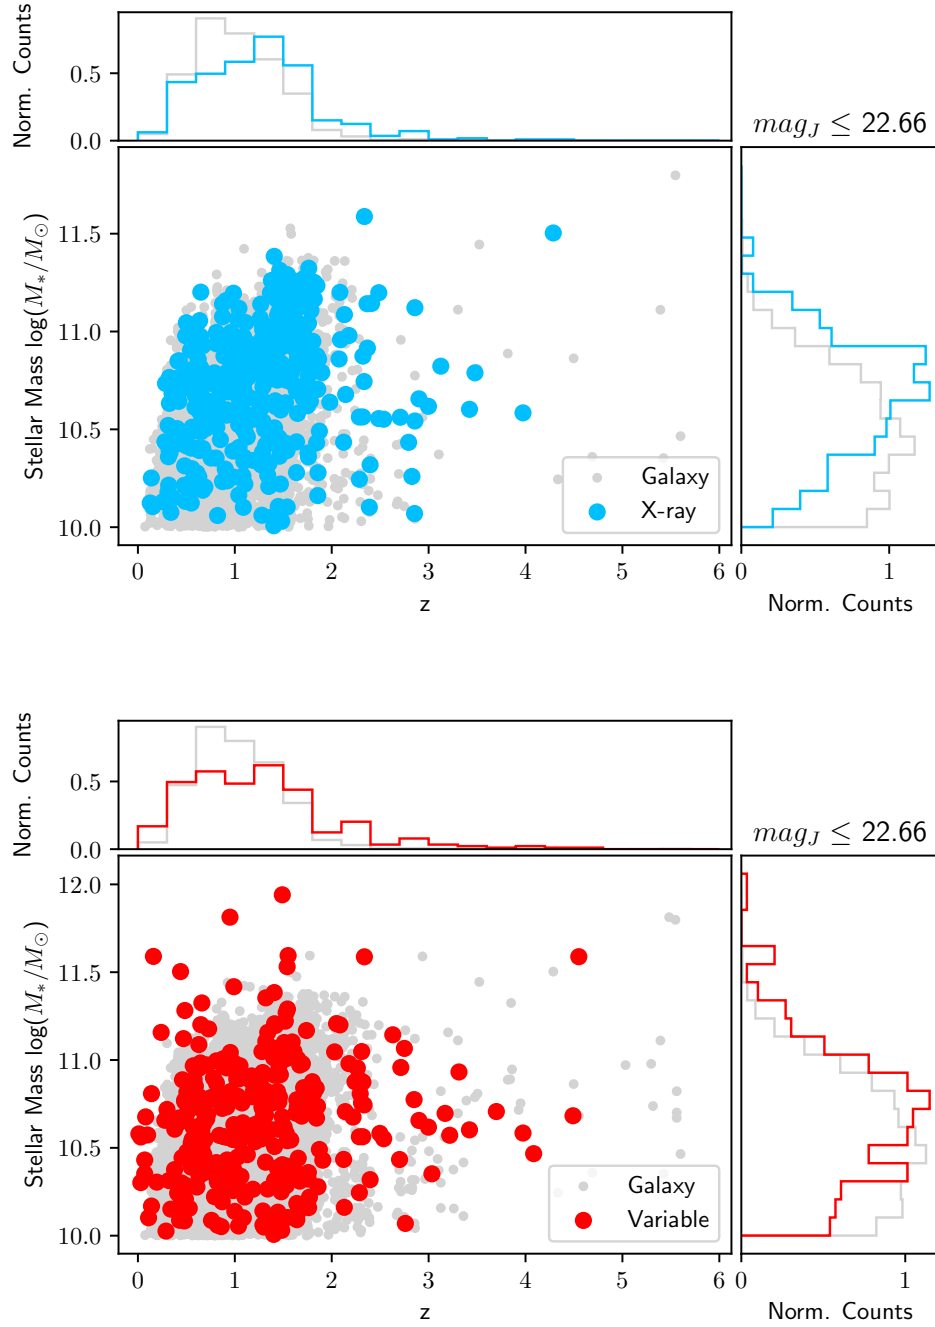 Norm. Counts
0.5
0.0
mag_J ≤ 22.66
Stellar Mass log(M_*/M_⊙)
11.5
11.0
10.5
10.0
Galaxy
X-ray
0 1 2 3 4 5 6
z
0 1
Norm. Counts
Norm. Counts
0.5
0.0
mag_J ≤ 22.66
Stellar Mass log(M_*/M_⊙)
12.0
11.5
11.0
10.5
10.0
Galaxy
Variable
0 1 2 3 4 5 6
z
0 1
Norm. Counts